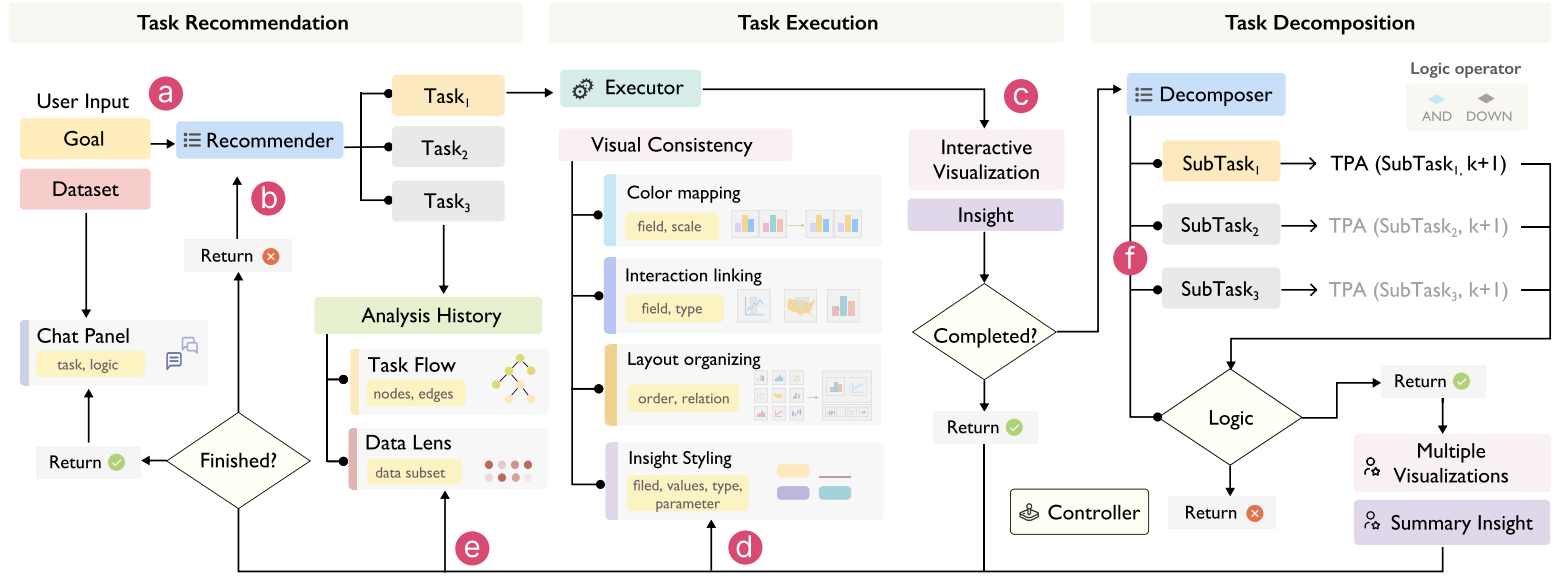 Task Recommendation
Task Execution
Task Decomposition
a
User Input
Goal
Dataset
Recommender
b
Return
Task1
Task2
Task3
Chat Panel
task, logic
Return
Finished?
Analysis History
Task Flow
nodes, edges
Data Lens
data subset
e
Executor
Visual Consistency
Color mapping
field, scale
Interaction linking
field, type
Layout organizing
order, relation
Insight Styling
filed, values, type,
parameter
d
c
Interactive
Visualization
Insight
Completed?
Return
Controller
Decomposer
Logic operator
AND
DOWN
SubTask1
TPA (SubTask1, k+1)
SubTask2
TPA (SubTask2, k+1)
f
SubTask3
TPA (SubTask3, k+1)
Logic
Return
Return
Multiple
Visualizations
Summary Insight